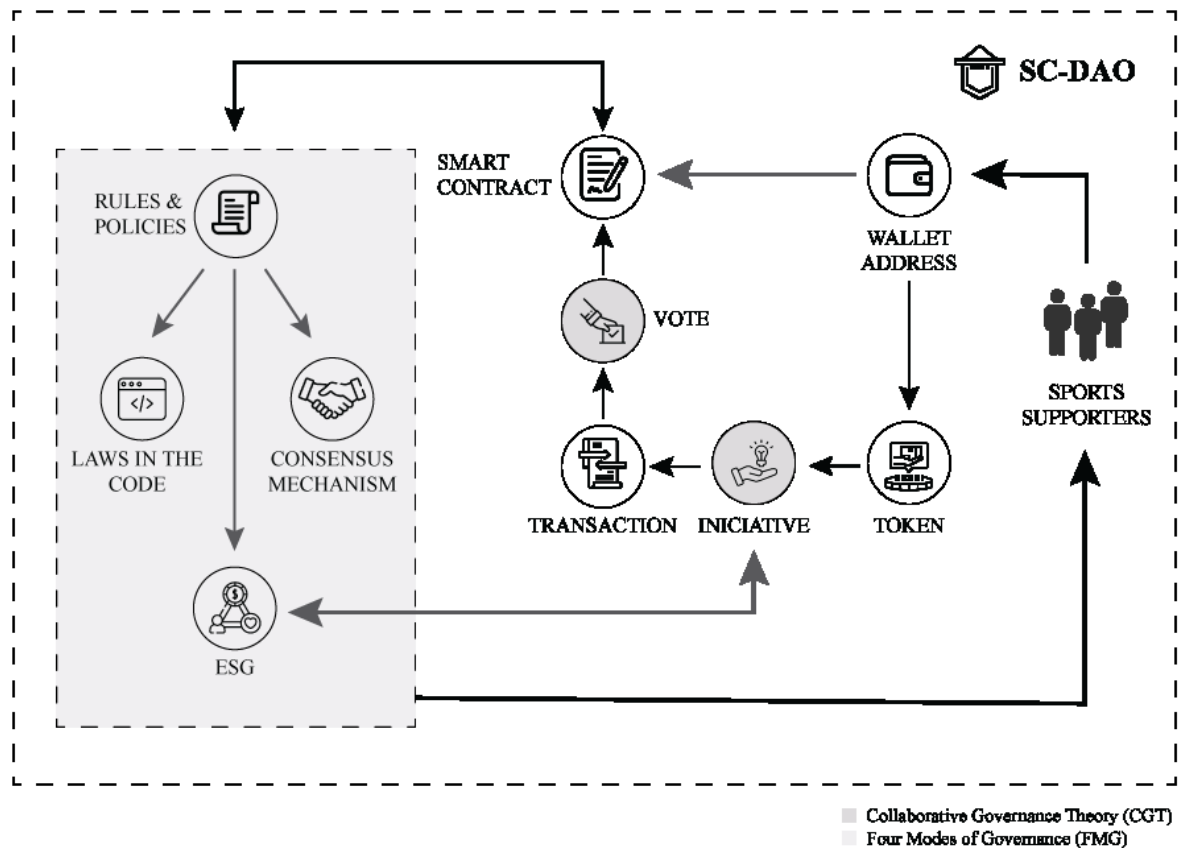 SC-DAO
RULES &
POLICIES
SMART
CONTRACT
WALLET
ADDRESS
VOTE
SPORTS
SUPPORTERS
LAWS IN THE
CODE
CONSENSUS
MECHANISM
TRANSACTION
INICIATIVE
TOKEN
ESG
Collaborative Governance Theory (CGT)
Four Modes of Governance (FMG)